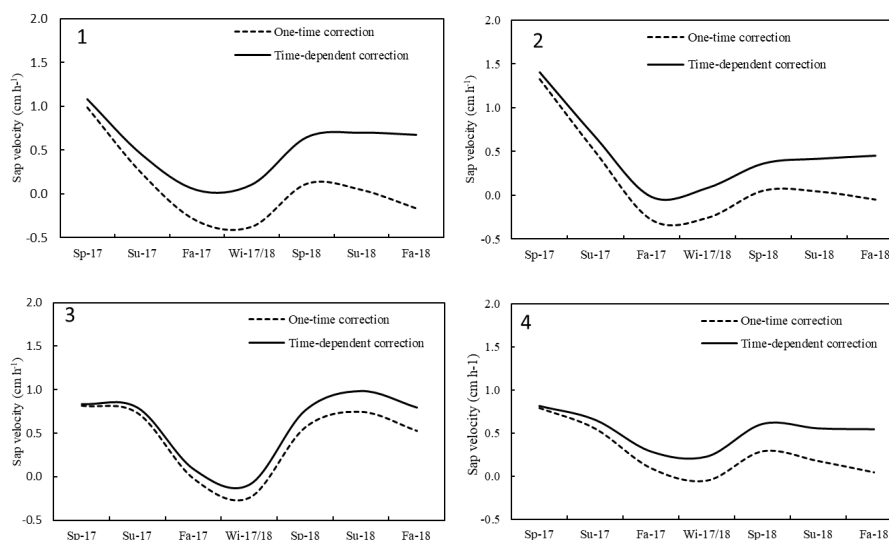 1
One-time correction
Time-dependent correction
Sap velocity (cm h-1)
2.0
1.5
1.0
0.5
0.0
-0.5
Sp-17 Su-17 Fa-17 Wi-17/18 Sp-18 Su-18 Fa-18
2
One-time correction
Time-dependent correction
Sap velocity (cm h-1)
2.0
1.5
1.0
0.5
0.0
-0.5
Sp-17 Su-17 Fa-17 Wi-17/18 Sp-18 Su-18 Fa-18
3
One-time correction
Time-dependent correction
Sap velocity (cm h-1)
2.0
1.5
1.0
0.5
0.0
-0.5
Sp-17 Su-17 Fa-17 Wi-17/18 Sp-18 Su-18 Fa-18
4
One-time correction
Time-dependent correction
Sap velocity (cm h-1)
2.0
1.5
1.0
0.5
0.0
-0.5
Sp-17 Su-17 Fa-17 Wi-17/18 Sp-18 Su-18 Fa-18